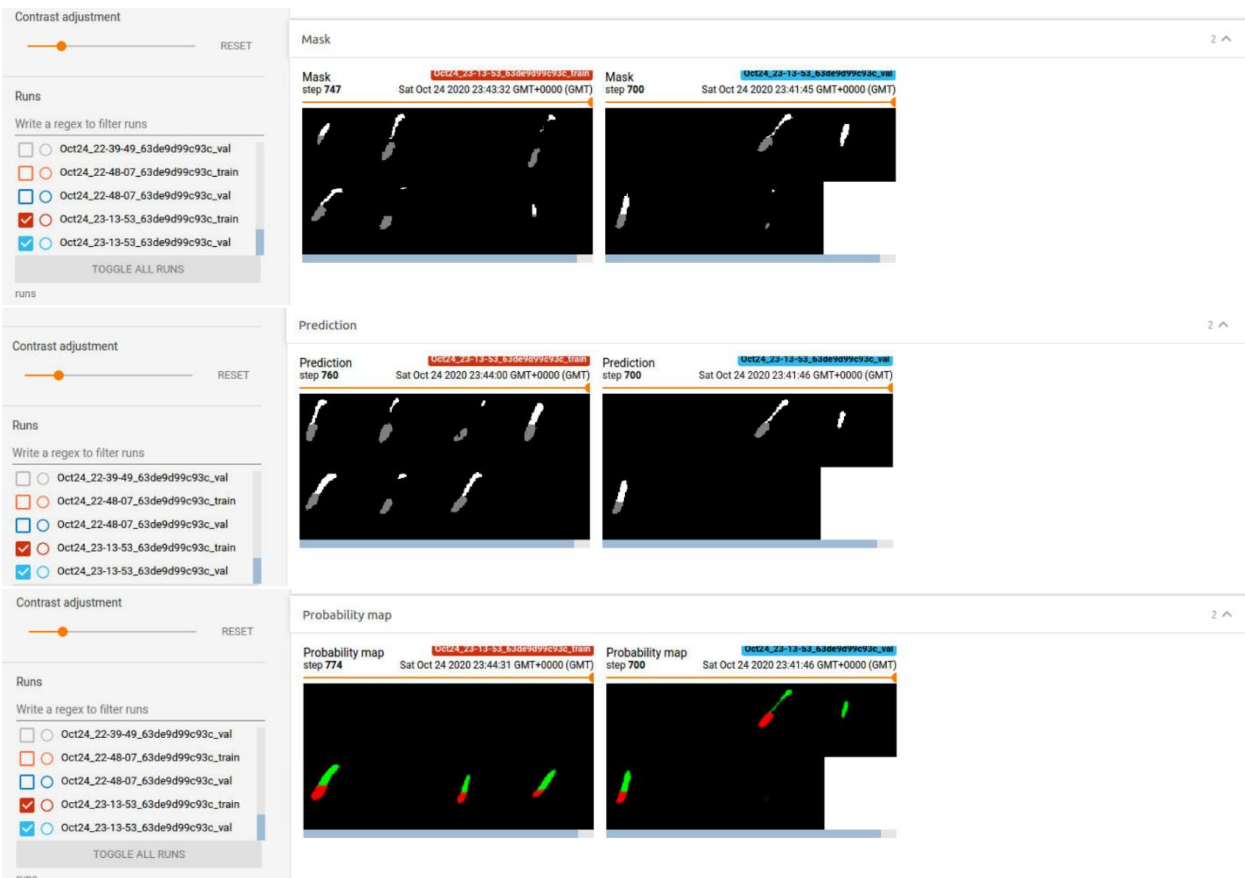 Contrast adjustment
RESET
Runs
Write a regex to filter runs
Oct24_22-39-49_63de9d99c93c_val
Oct24_22-48-07_63de9d99c93c_train
Oct24_22-48-07_63de9d99c93c_val
Oct24_23-13-53_63de9d99c93c_train
Oct24_23-13-53_63de9d99c93c_val
TOGGLE ALL RUNS
runs
Mask
2
Mask
Oct24_23-13-53_63de9d99c93c_train
step 747
Sat Oct 24 2020 23:43:32 GMT+0000 (GMT)
Mask
Oct24_23-13-53_63de9d99c93c_val
step 700
Sat Oct 24 2020 23:41:45 GMT+0000 (GMT)
Contrast adjustment
RESET
Runs
Write a regex to filter runs
Oct24_22-39-49_63de9d99c93c_val
Oct24_22-48-07_63de9d99c93c_train
Oct24_22-48-07_63de9d99c93c_val
Oct24_23-13-53_63de9d99c93c_train
Oct24_23-13-53_63de9d99c93c_val
Prediction
2
Prediction
Oct24_23-13-53_63de9d99c93c_train
step 760
Sat Oct 24 2020 23:44:00 GMT+0000 (GMT)
Prediction
Oct24_23-13-53_63de9d99c93c_val
step 700
Sat Oct 24 2020 23:41:46 GMT+0000 (GMT)
Contrast adjustment
RESET
Runs
Write a regex to filter runs
Oct24_22-39-49_63de9d99c93c_val
Oct24_22-48-07_63de9d99c93c_train
Oct24_22-48-07_63de9d99c93c_val
Oct24_23-13-53_63de9d99c93c_train
Oct24_23-13-53_63de9d99c93c_val
TOGGLE ALL RUNS
Probability map
2
Probability map
Oct24_23-13-53_63de9d99c93c_train
step 774
Sat Oct 24 2020 23:44:31 GMT+0000 (GMT)
Probability map
Oct24_23-13-53_63de9d99c93c_val
step 700
Sat Oct 24 2020 23:41:46 GMT+0000 (GMT)